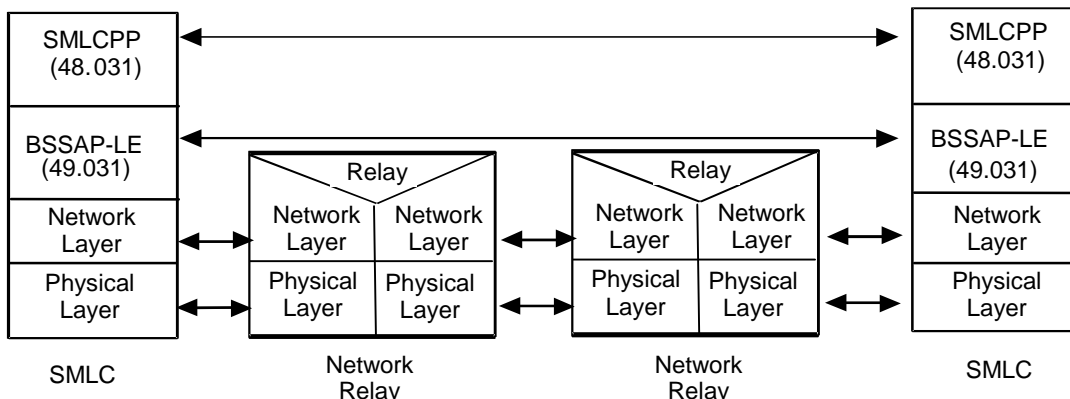 SMLCPP
(48.031)
BSSAP-LE
(49.031)
Network
Layer
Physical
Layer
SMLC
Relay
Network
Layer
Network
Layer
Physical
Layer
Physical
Layer
Network
Relay
Relay
Network
Layer
Network
Layer
Physical
Layer
Physical
Layer
Network
Relay
SMLCPP
(48.031)
BSSAP-LE
(49.031)
Network
Layer
Physical
Layer
SMLC